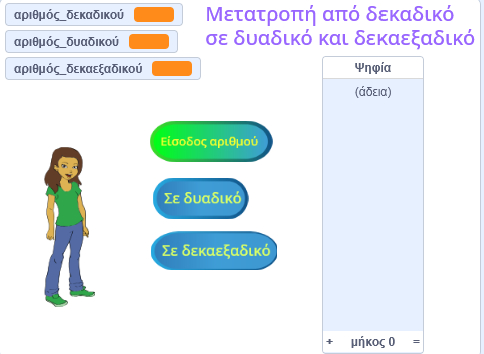 αριθμός_δεκαδικού
αριθμός_δυαδικού
αριθμός_δεκαεξαδικού
Μετατροπή από δεκαδικό
σε δυαδικό και δεκαεξαδικό
Ψηφία
(άδεια)
Είσοδος αριθμού
Σε δυαδικό
Σε δεκαεξαδικό
+ μήκος 0 =